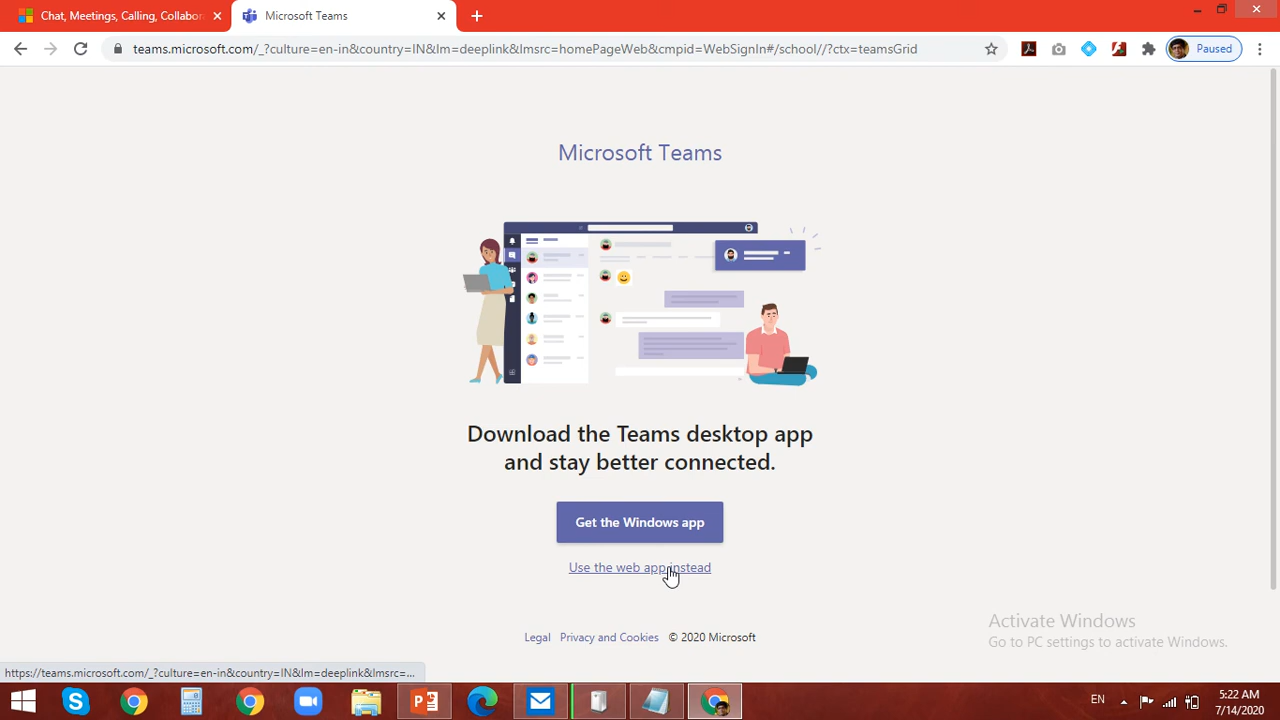 Chat, Meetings, Calling, Collabor
Microsoft Teams
teams.microsoft.com/_?culture=en-in&country=IN&lm=deeplink&lmsrc=homePageWeb&cmpid=WebSignIn#/school//?ctx=teamsGrid
Paused
Microsoft Teams
Download the Teams desktop app
and stay better connected.
Get the Windows app
Use the web app instead
Legal Privacy and Cookies © 2020 Microsoft
Activate Windows
Go to PC settings to activate Windows.
https://teams.microsoft.com/_?culture=en-in&country=IN&lm=deeplink&lmsrc=...
EN
5:22 AM
7/14/2020